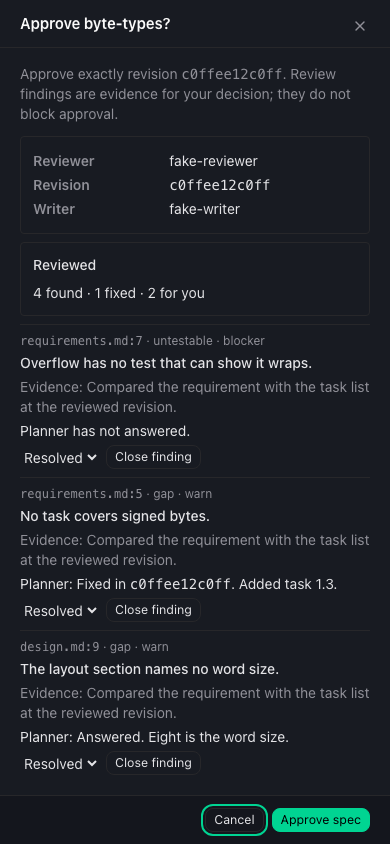 Approve byte-types?
Approve exactly revision c0ffee12c0ff. Review
findings are evidence for your decision; they do not
block approval.
Reviewer fake-reviewer
Revision c0ffee12c0ff
Writer fake-writer
Reviewed
4 found · 1 fixed · 2 for you
requirements.md:7 · untestable · blocker
Overflow has no test that can show it wraps.
Evidence: Compared the requirement with the task list
at the reviewed revision.
Planner has not answered.
Resolved Close finding
requirements.md:5 · gap · warn
No task covers signed bytes.
Evidence: Compared the requirement with the task list
at the reviewed revision.
Planner: Fixed in c0ffee12c0ff. Added task 1.3.
Resolved Close finding
design.md:9 · gap · warn
The layout section names no word size.
Evidence: Compared the requirement with the task list
at the reviewed revision.
Planner: Answered. Eight is the word size.
Resolved Close finding
Cancel Approve spec